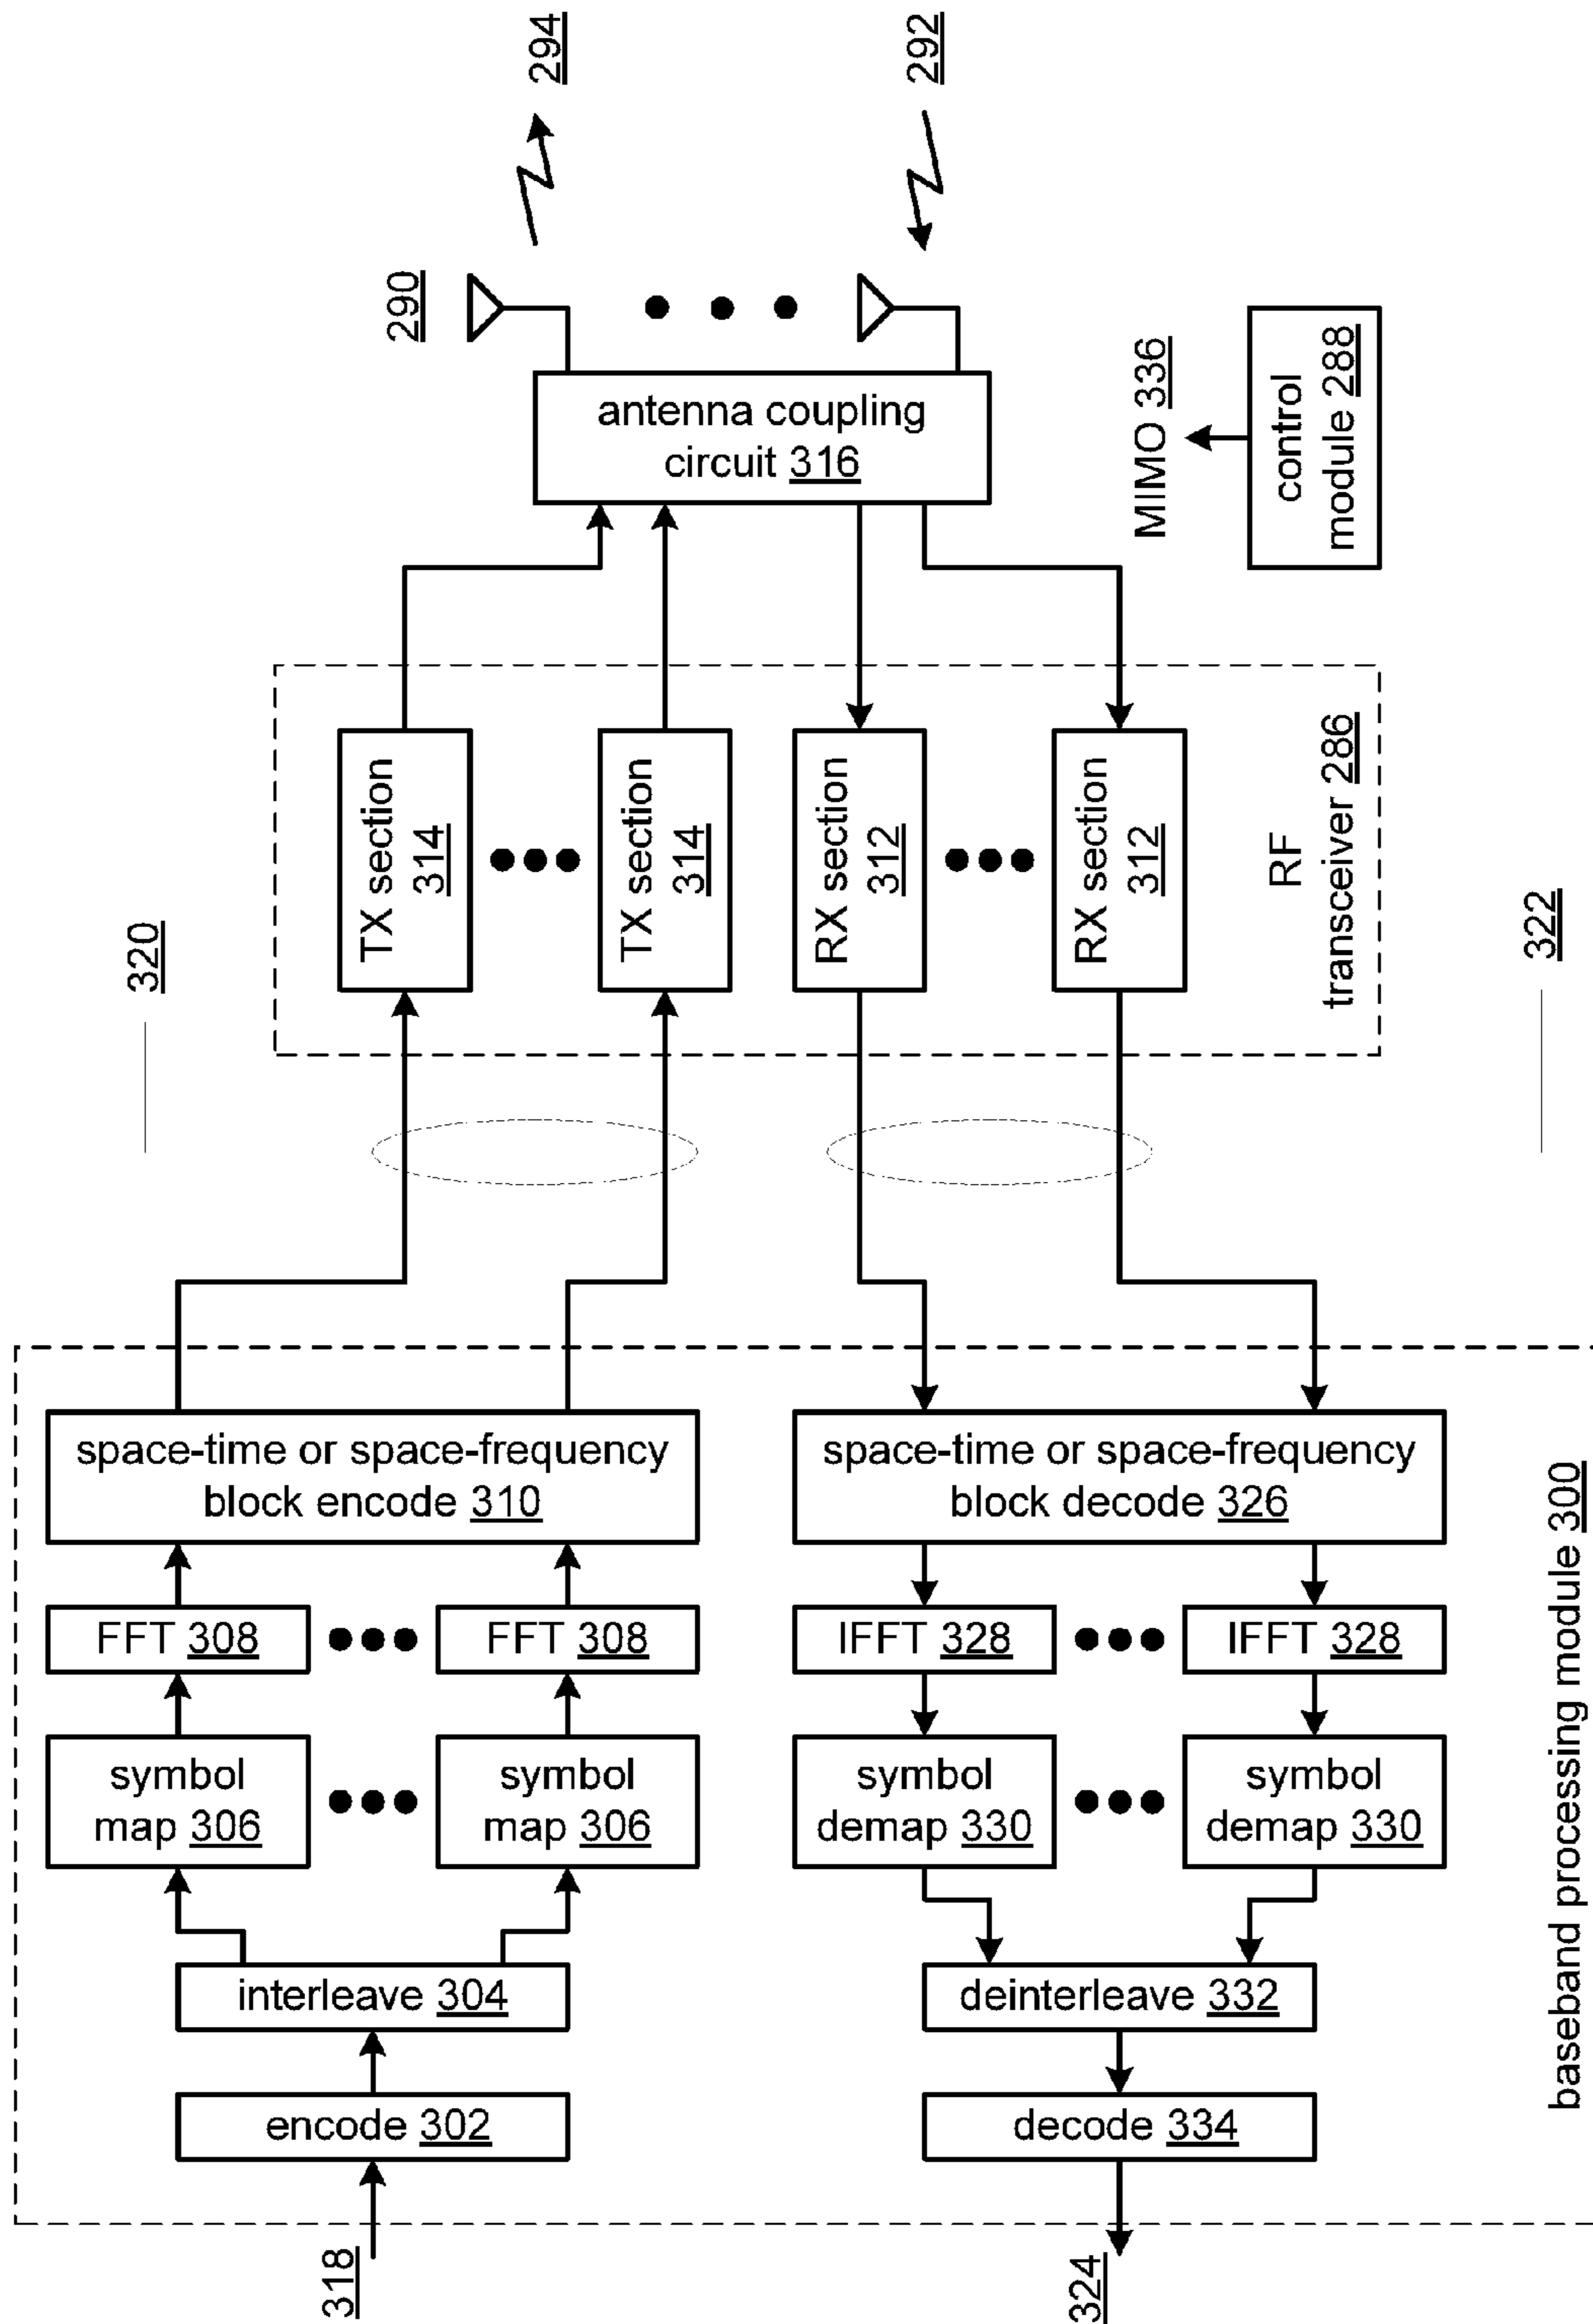 294
292
290
antenna coupling
circuit 316
MIMO 336
control
module 288
320
TX section
314
TX section
314
RX section
312
RX section
312
RF
transceiver 286
322
space-time or space-frequency
block encode 310
space-time or space-frequency
block decode 326
FFT 308
FFT 308
IFFT 328
IFFT 328
symbol
map 306
symbol
map 306
symbol
demap 330
symbol
demap 330
interleave 304
deinterleave 332
encode 302
decode 334
baseband processing module 300
318
324